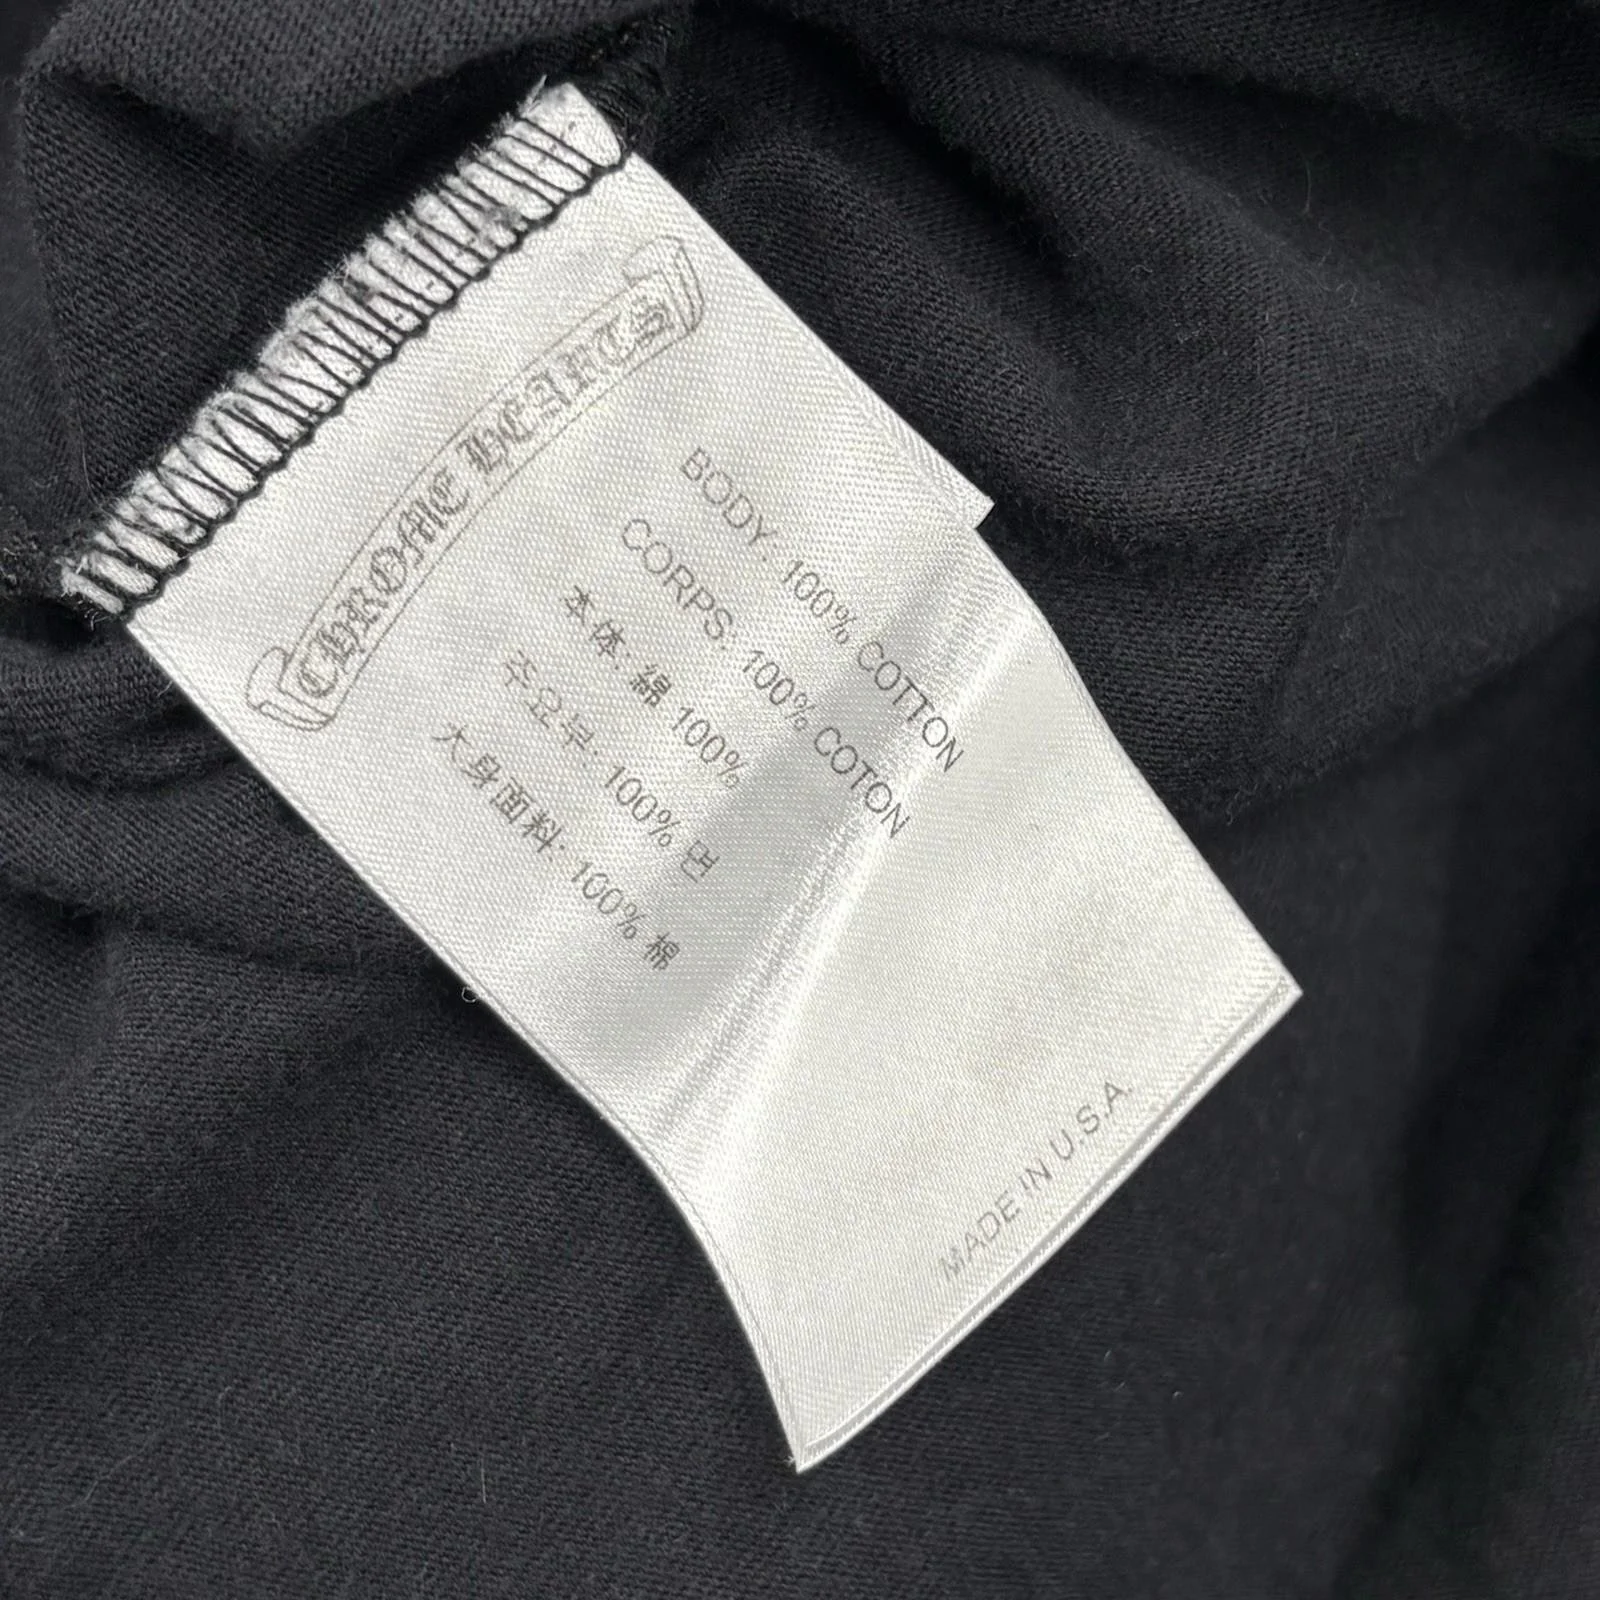 CHROME HEARTS
BODY: 100% COTTON
CORPS: 100% COTON
本体: 綿 100%
주요부: 100% 면
大身面料: 100% 棉
MADE IN U.S.A.